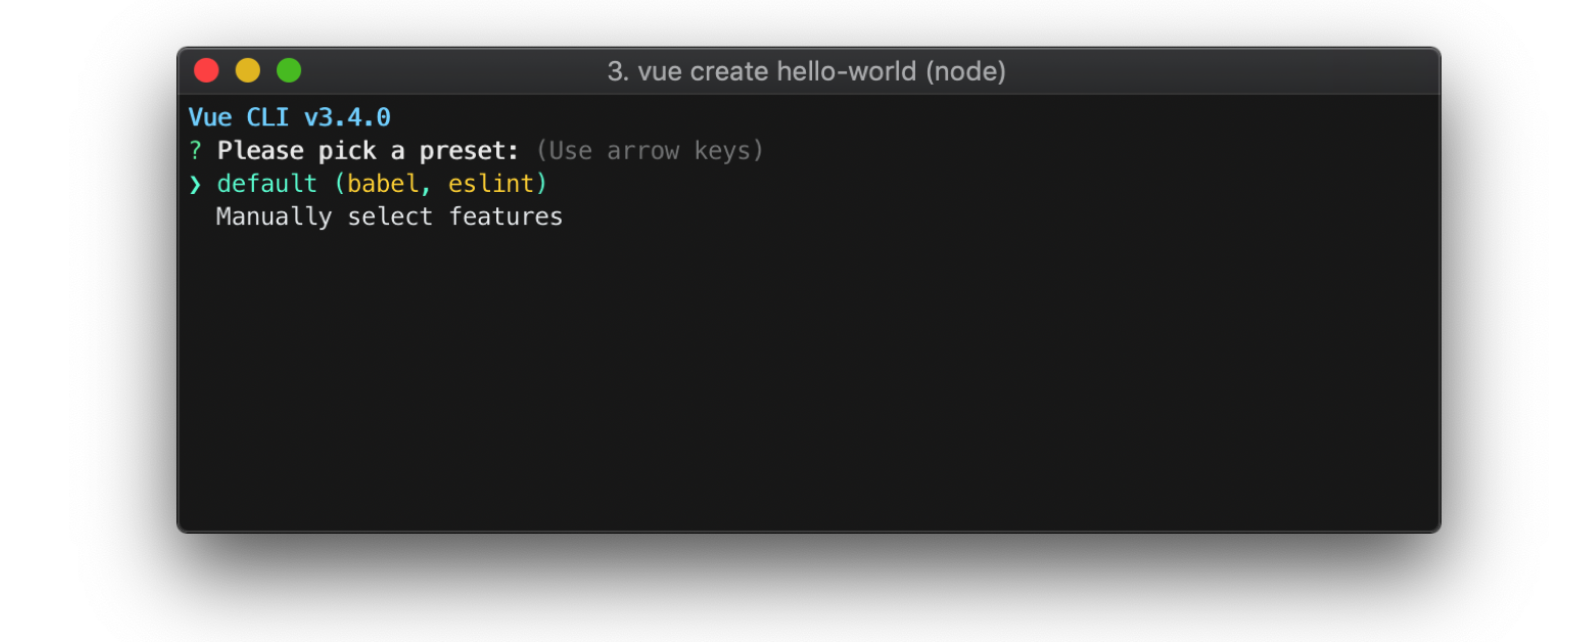 3. vue create hello-world (node)
Vue CLI v3.4.0
? Please pick a preset: (Use arrow keys)
❯ default (babel, eslint)
  Manually select features